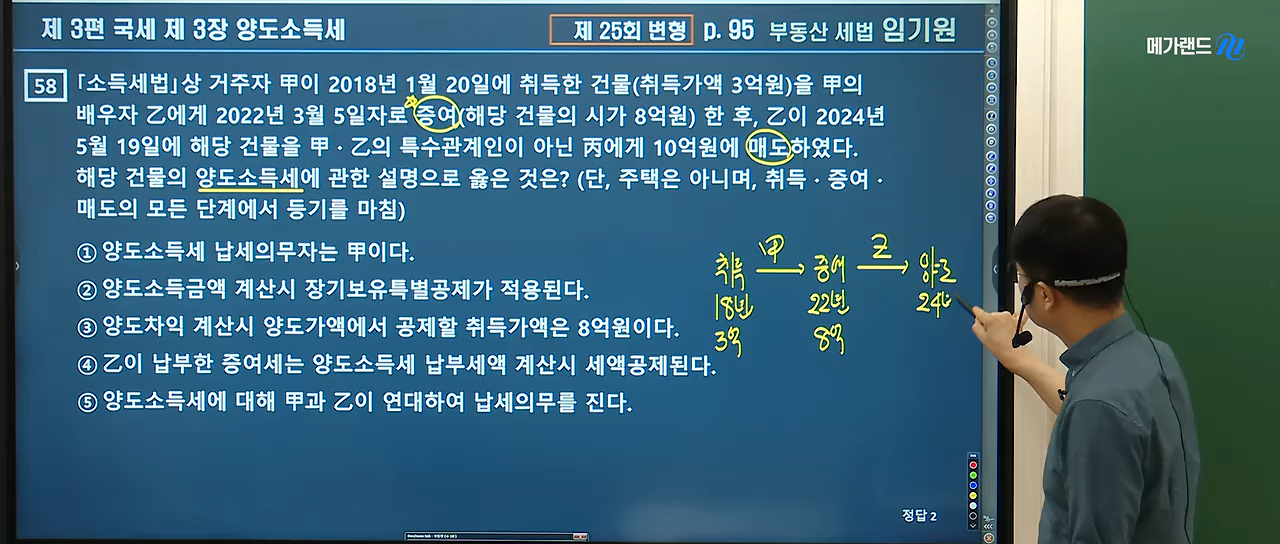 제 3편 국세 제 3장 양도소득세
제 25회 변형 p. 95 부동산 세법 임기원
메가랜드
58 「소득세법」상 거주자 甲이 2018년 1월 20일에 취득한 건물(취득가액 3억원)을 甲의
배우자 乙에게 2022년 3월 5일자로 증여(해당 건물의 시가 8억원) 한 후, 乙이 2024년
5월 19일에 해당 건물을 甲 · 乙의 특수관계인이 아닌 丙에게 10억원에 매도하였다.
해당 건물의 양도소득세에 관한 설명으로 옳은 것은? (단, 주택은 아니며, 취득 · 증여 ·
매도의 모든 단계에서 등기를 마침)
① 양도소득세 납세의무자는 甲이다.
② 양도소득금액 계산시 장기보유특별공제가 적용된다.
③ 양도차익 계산시 양도가액에서 공제할 취득가액은 8억원이다.
④ 乙이 납부한 증여세는 양도소득세 납부세액 계산시 세액공제된다.
⑤ 양도소득세에 대해 甲과 乙이 연대하여 납세의무를 진다.
취득 甲 증여 乙 양도
18년 22년 24년
3억 8억
정답 2